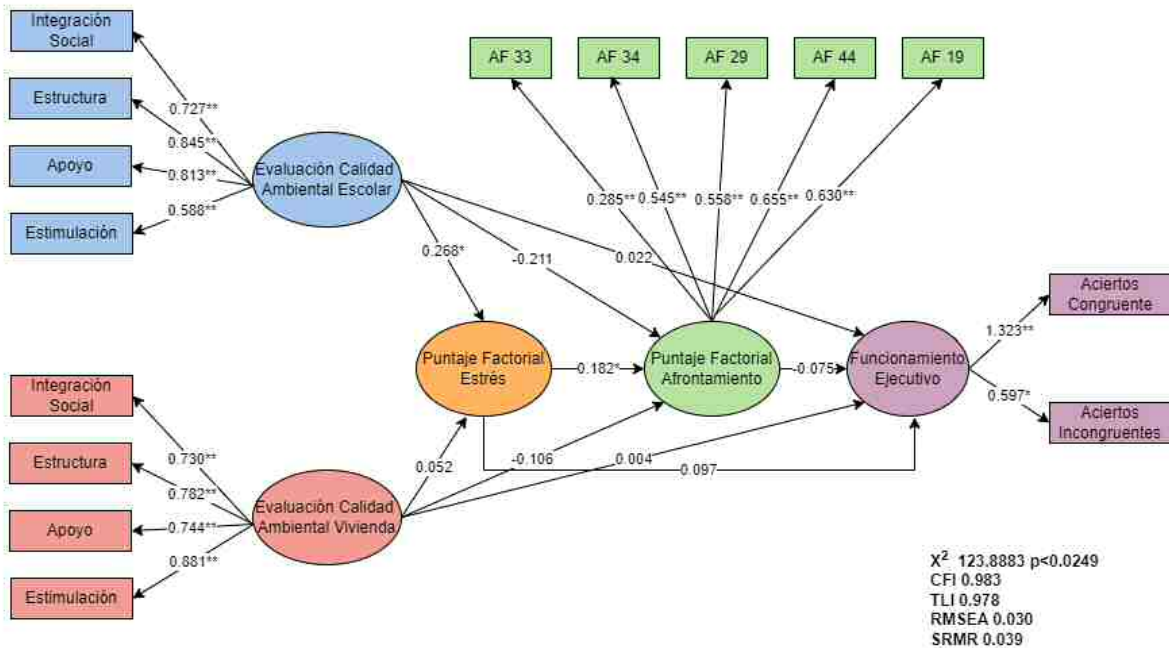 Integración
Social
Estructura
Apoyo
Estimulación
0.727**
0.845**
0.813**
0.588**
Evaluación Calidad
Ambiental Escolar
AF 33
AF 34
AF 29
AF 44
AF 19
0.285**
0.545**
0.558**
0.655**
0.630**
0.268*
-0.211
0.022
Puntaje Factorial
Estrés
0.182*
Puntaje Factorial
Afrontamiento
-0.075
Funcionamiento
Ejecutivo
1.323**
0.597*
Aciertos
Congruente
Aciertos
Incongruentes
Integración
Social
Estructura
Apoyo
Estimulación
0.730**
0.782**
0.744**
0.881**
Evaluación Calidad
Ambiental Vivienda
0.052
-0.106
0.004
0.097
X² 123.8883 p<0.0249
CFI 0.983
TLI 0.978
RMSEA 0.030
SRMR 0.039